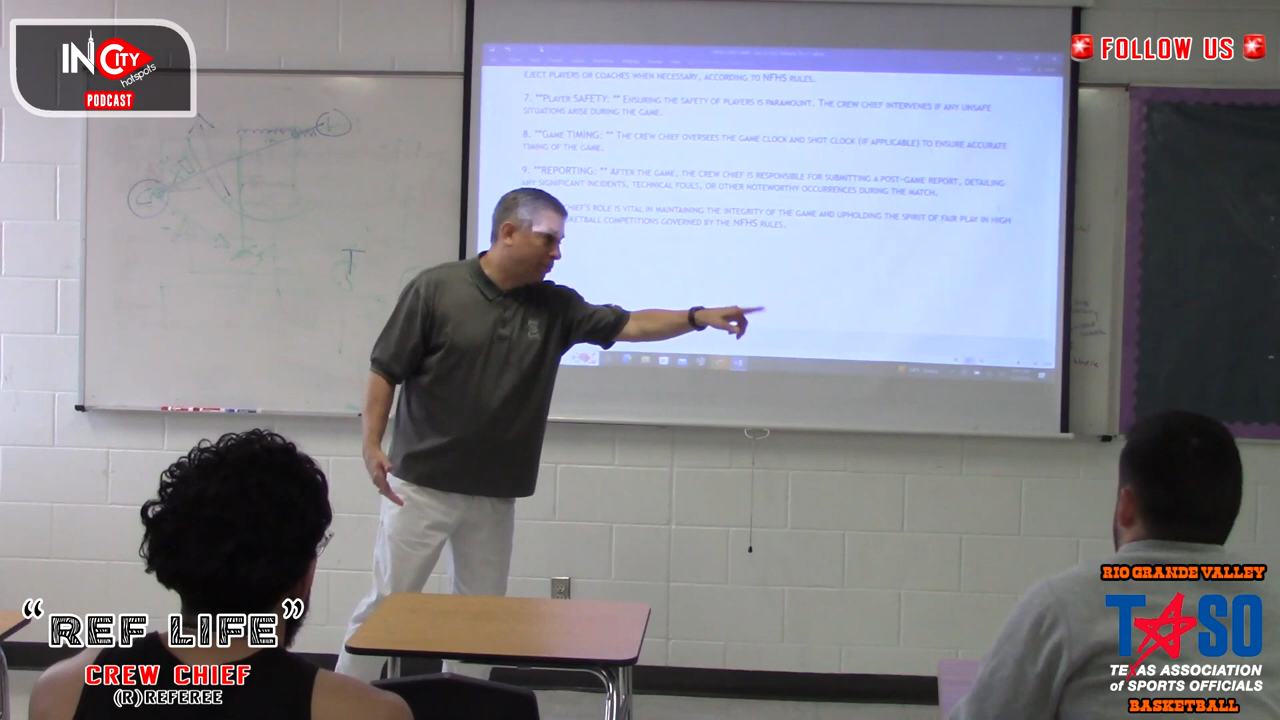 IN CITY
hotspots
PODCAST
🚨 FOLLOW US 🚨
EJECT PLAYERS OR COACHES WHEN NECESSARY, ACCORDING TO NFHS RULES.
7. **PLAYER SAFETY: ** ENSURING THE SAFETY OF PLAYERS IS PARAMOUNT. THE CREW CHIEF INTERVENES IF ANY UNSAFE
SITUATIONS ARISE DURING THE GAME.
8. **GAME TIMING: ** THE CREW CHIEF OVERSEES THE GAME CLOCK AND SHOT CLOCK (IF APPLICABLE) TO ENSURE ACCURATE
TIMING OF THE GAME.
9. **REPORTING: ** AFTER THE GAME, THE CREW CHIEF IS RESPONSIBLE FOR SUBMITTING A POST-GAME REPORT, DETAILING
ANY SIGNIFICANT INCIDENTS, TECHNICAL FOULS, OR OTHER NOTEWORTHY OCCURRENCES DURING THE MATCH.
CHIEF'S ROLE IS VITAL IN MAINTAINING THE INTEGRITY OF THE GAME AND UPHOLDING THE SPIRIT OF FAIR PLAY IN HIGH
COMPETITIONS GOVERNED BY THE NFHS RULES.
T
"REF LIFE"
CREW CHIEF
(R)REFEREE
RIO GRANDE VALLEY
TASO
TEXAS ASSOCIATION
of SPORTS OFFICIALS
BASKETBALL